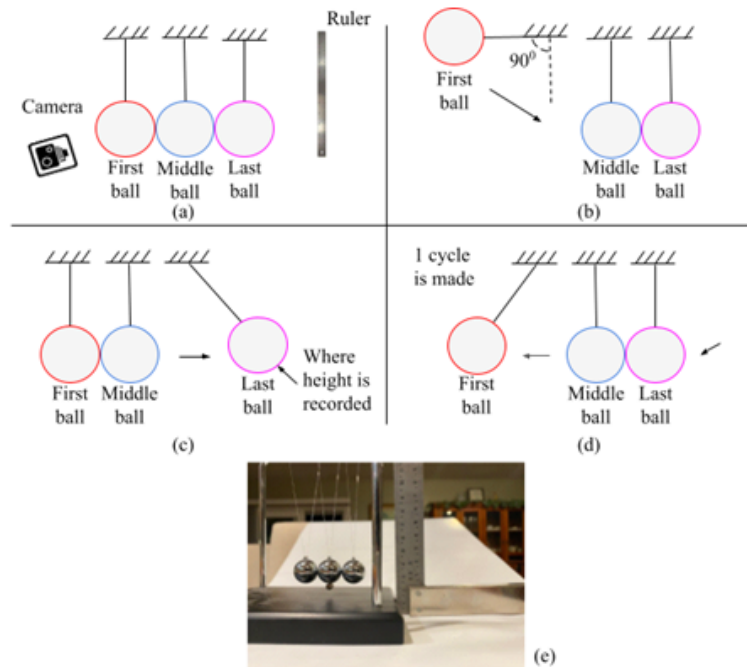 Ruler
Camera
First
ball
Middle
ball
Last
ball
(a)
90⁰
First
ball
Middle
ball
Last
ball
(b)
First
ball
Middle
ball
Last
ball
Where
height is
recorded
(c)
1 cycle
is made
First
ball
Middle
ball
Last
ball
(d)
(e)